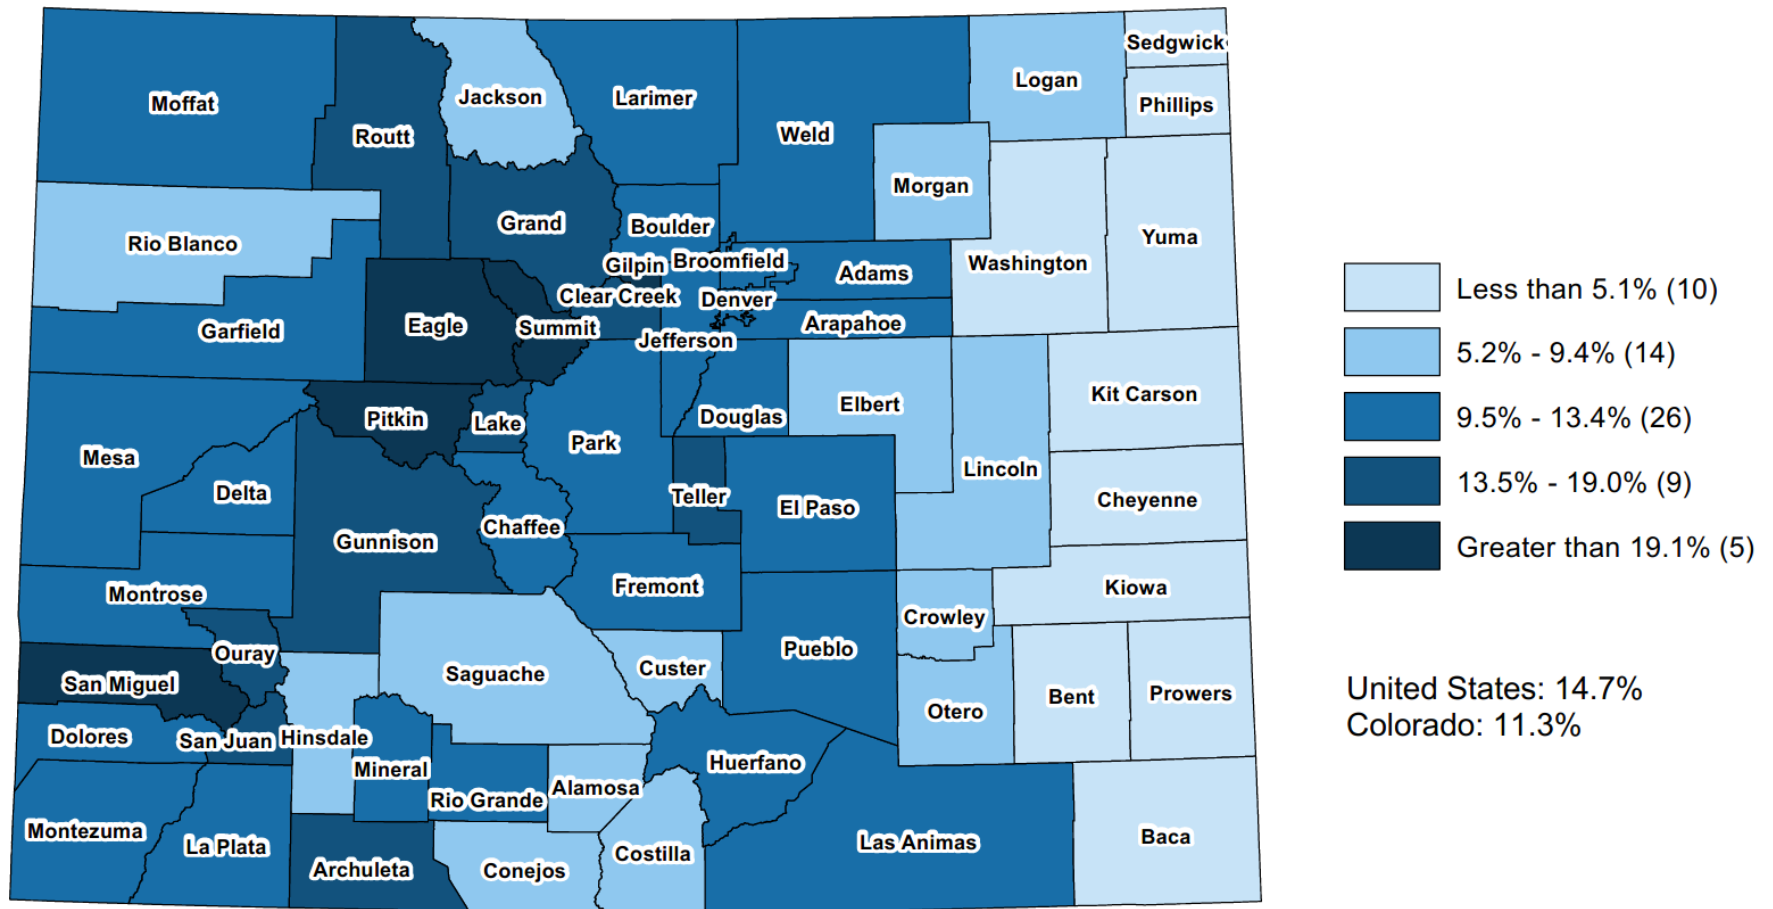 Sedgwick
Logan
Jackson
Larimer
Moffat
Phillips
Weld
Routt
Morgan
Grand
Boulder
Yuma
Rio Blanco
Broomfield
Washington
Gilpin
Adams
Clear Creek
Denver
Eagle
Summit
Arapahoe
Garfield
Jefferson
Kit Carson
Elbert
Pitkin
Lake
Douglas
Park
Mesa
Lincoln
Delta
Teller
Cheyenne
El Paso
Chaffee
Gunnison
Fremont
Kiowa
Montrose
Crowley
Pueblo
Ouray
Custer
Saguache
San Miguel
Prowers
Bent
Otero
Dolores
San Juan
Hinsdale
Huerfano
Mineral
Alamosa
Rio Grande
Montezuma
Baca
Las Animas
La Plata
Costilla
Archuleta
Conejos
Less than 5.1% (10)
5.2% - 9.4% (14)
9.5% - 13.4% (26)
13.5% - 19.0% (9)
Greater than 19.1% (5)
United States: 14.7%
Colorado: 11.3%